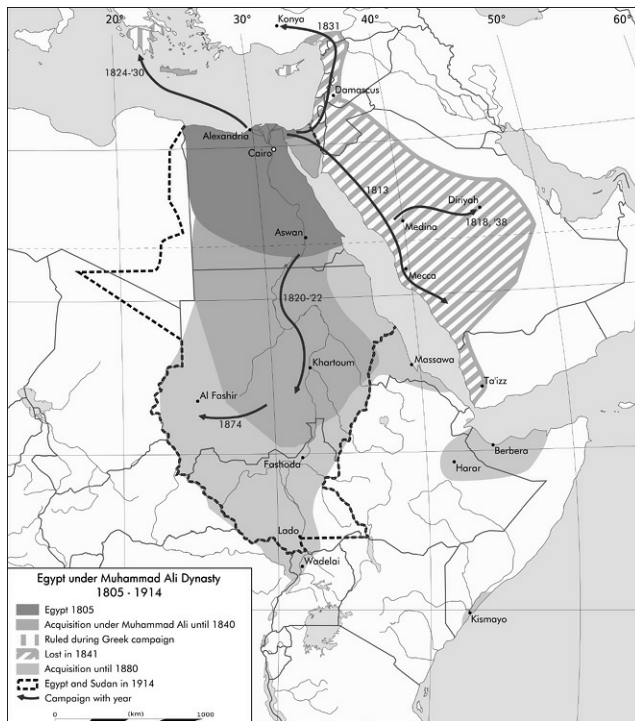 20°
30°
40°
50°
60°
Konya
1831
1824-'30
Damascus
Alexandria
Cairo
1813
Diriyah
1818, '38
Medina
Aswan
Mecca
1820-'22
Khartoum
Massawa
Al Fashir
Ta'izz
1874
Fashoda
Berbera
Harar
Lado
Wadelai
Kismayo
Egypt under Muhammad Ali Dynasty
1805 - 1914
Egypt 1805
Acquisition under Muhammad Ali until 1840
Ruled during Greek campaign
Lost in 1841
Acquisition until 1880
Egypt and Sudan in 1914
Campaign with year
0 (km) 1000